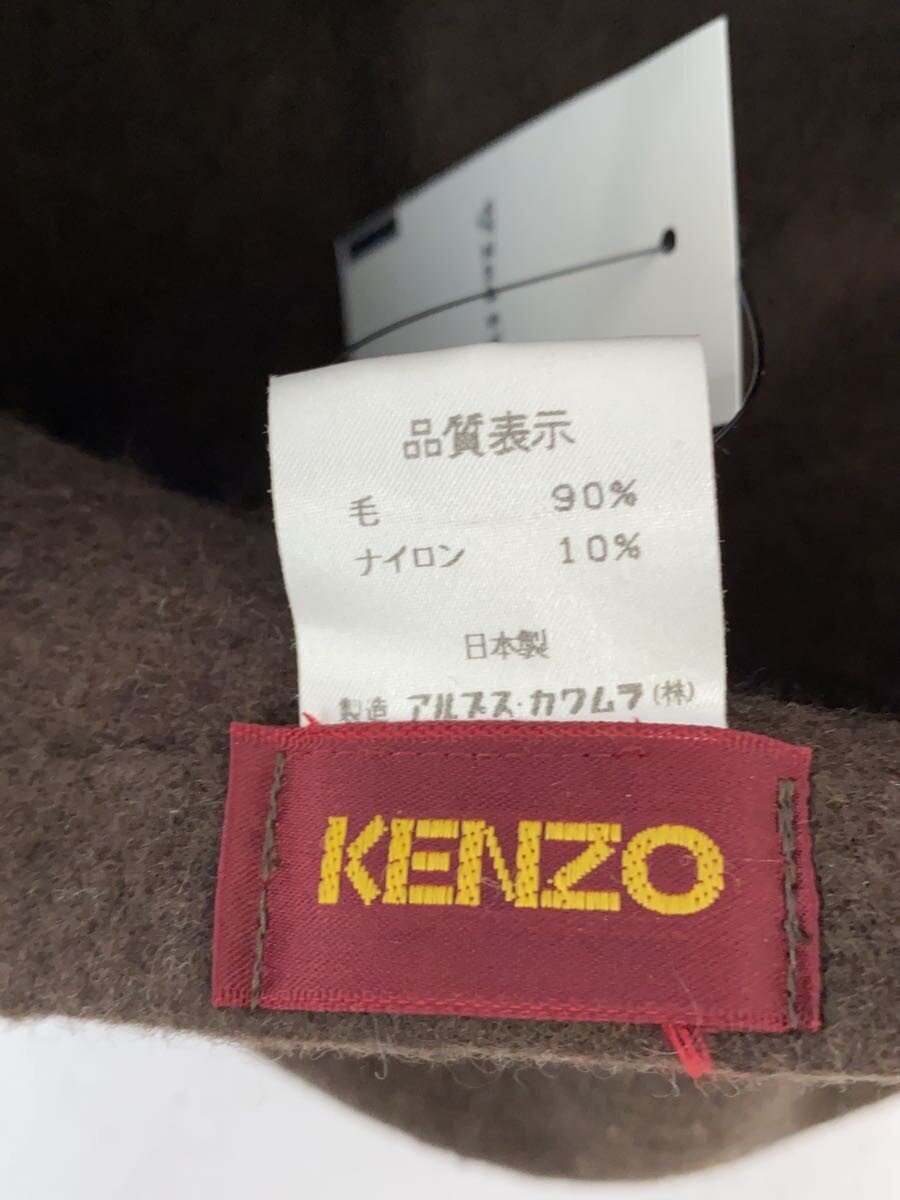 品質表示
毛 90%
ナイロン 10%
日本製
製造 アルプス・カワムラ(株)
KENZO